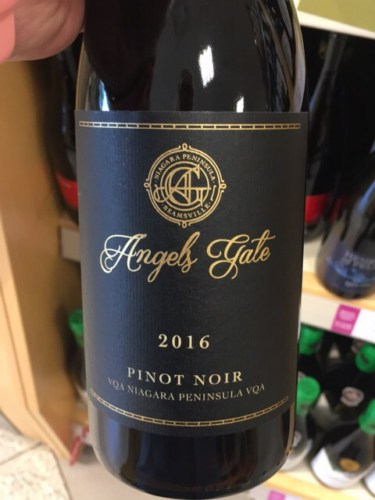 NIAGARA PENINSULA
AG
BEAMSVILLE
Angels Gate
2016
PINOT NOIR
VQA NIAGARA PENINSULA VQA